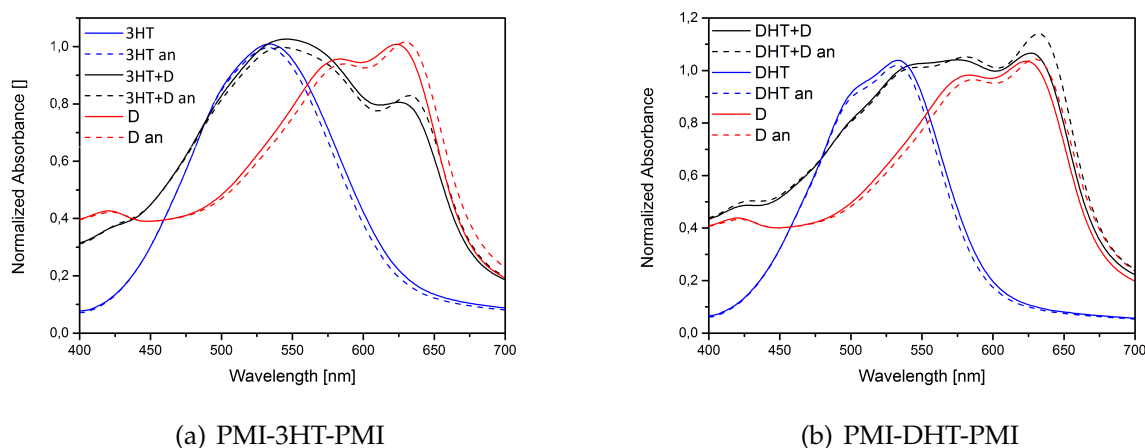 3HT
3HT an
3HT+D
3HT+D an
D
D an
1,0
0,8
0,6
0,4
0,2
0,0
Normalized Absorbance []
400 450 500 550 600 650 700
Wavelength [nm]
(a) PMI-3HT-PMI
DHT+D
DHT+D an
DHT
DHT an
D
D an
1,2
1,0
0,8
0,6
0,4
0,2
0,0
Normalized Absorbance
400 450 500 550 600 650 700
Wavelength [nm]
(b) PMI-DHT-PMI